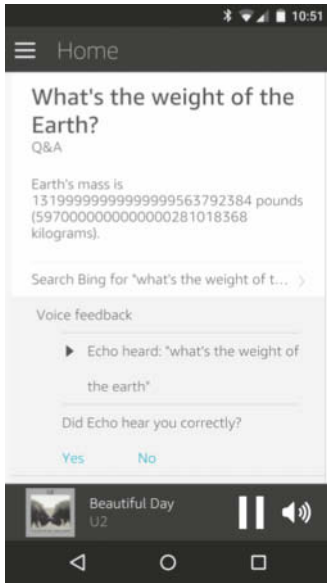 10:51
Home
What's the weight of the
Earth?
Q&A
Earth's mass is
13199999999999999563792384 pounds
(5970000000000000281018368
kilograms).
Search Bing for "what's the weight of t...
Voice feedback
Echo heard: "what's the weight of
the earth"
Did Echo hear you correctly?
Yes No
Beautiful Day
U2